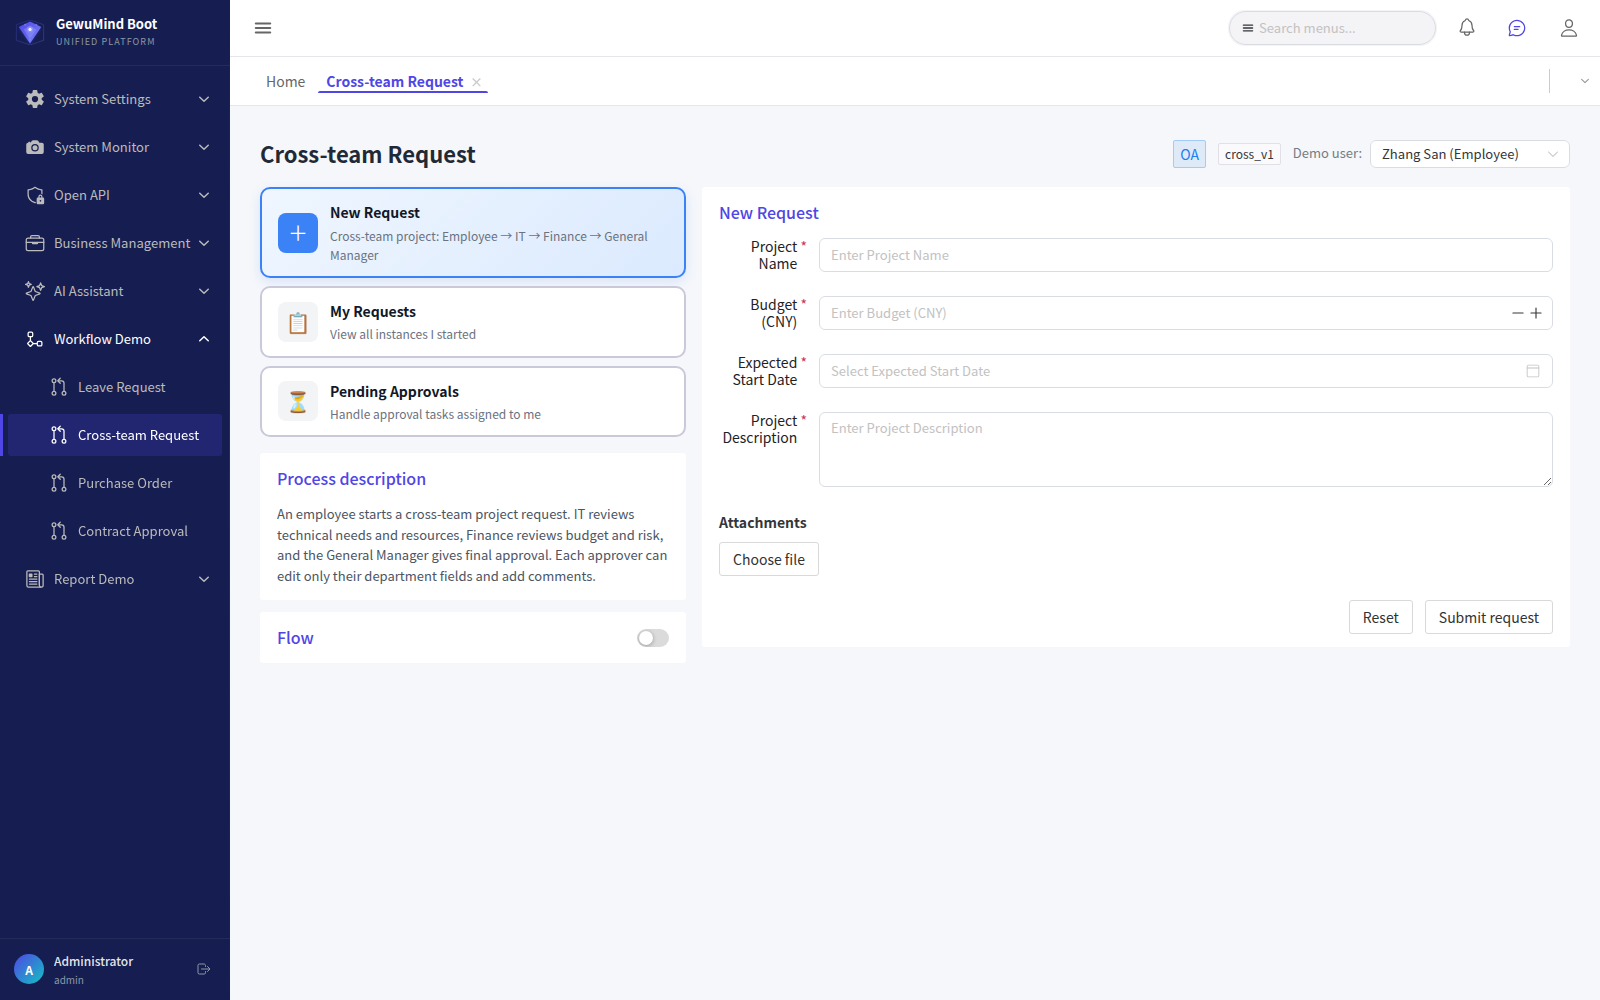 GewuMind Boot
UNIFIED PLATFORM
System Settings
System Monitor
Open API
Business Management
AI Assistant
Workflow Demo
Leave Request
Cross-team Request
Purchase Order
Contract Approval
Report Demo
A
Administrator
admin
Search menus...
Home
Cross-team Request
Cross-team Request
OA
cross_v1
Demo user:
Zhang San (Employee)
New Request
Cross-team project: Employee → IT → Finance → General
Manager
My Requests
View all instances I started
Pending Approvals
Handle approval tasks assigned to me
Process description
An employee starts a cross-team project request. IT reviews
technical needs and resources, Finance reviews budget and risk,
and the General Manager gives final approval. Each approver can
edit only their department fields and add comments.
Flow
New Request
Project *
Name
Enter Project Name
Budget *
(CNY)
Enter Budget (CNY)
Expected *
Start Date
Select Expected Start Date
Project *
Description
Enter Project Description
Attachments
Choose file
Reset
Submit request